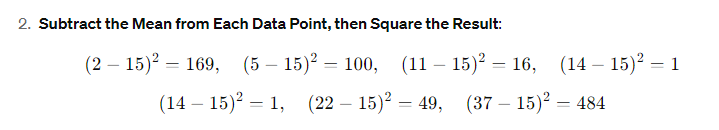 2. Subtract the Mean from Each Data Point, then Square the Result:
(2 − 15)² = 169, (5 − 15)² = 100, (11 − 15)² = 16, (14 − 15)² = 1
(14 − 15)² = 1, (22 − 15)² = 49, (37 − 15)² = 484